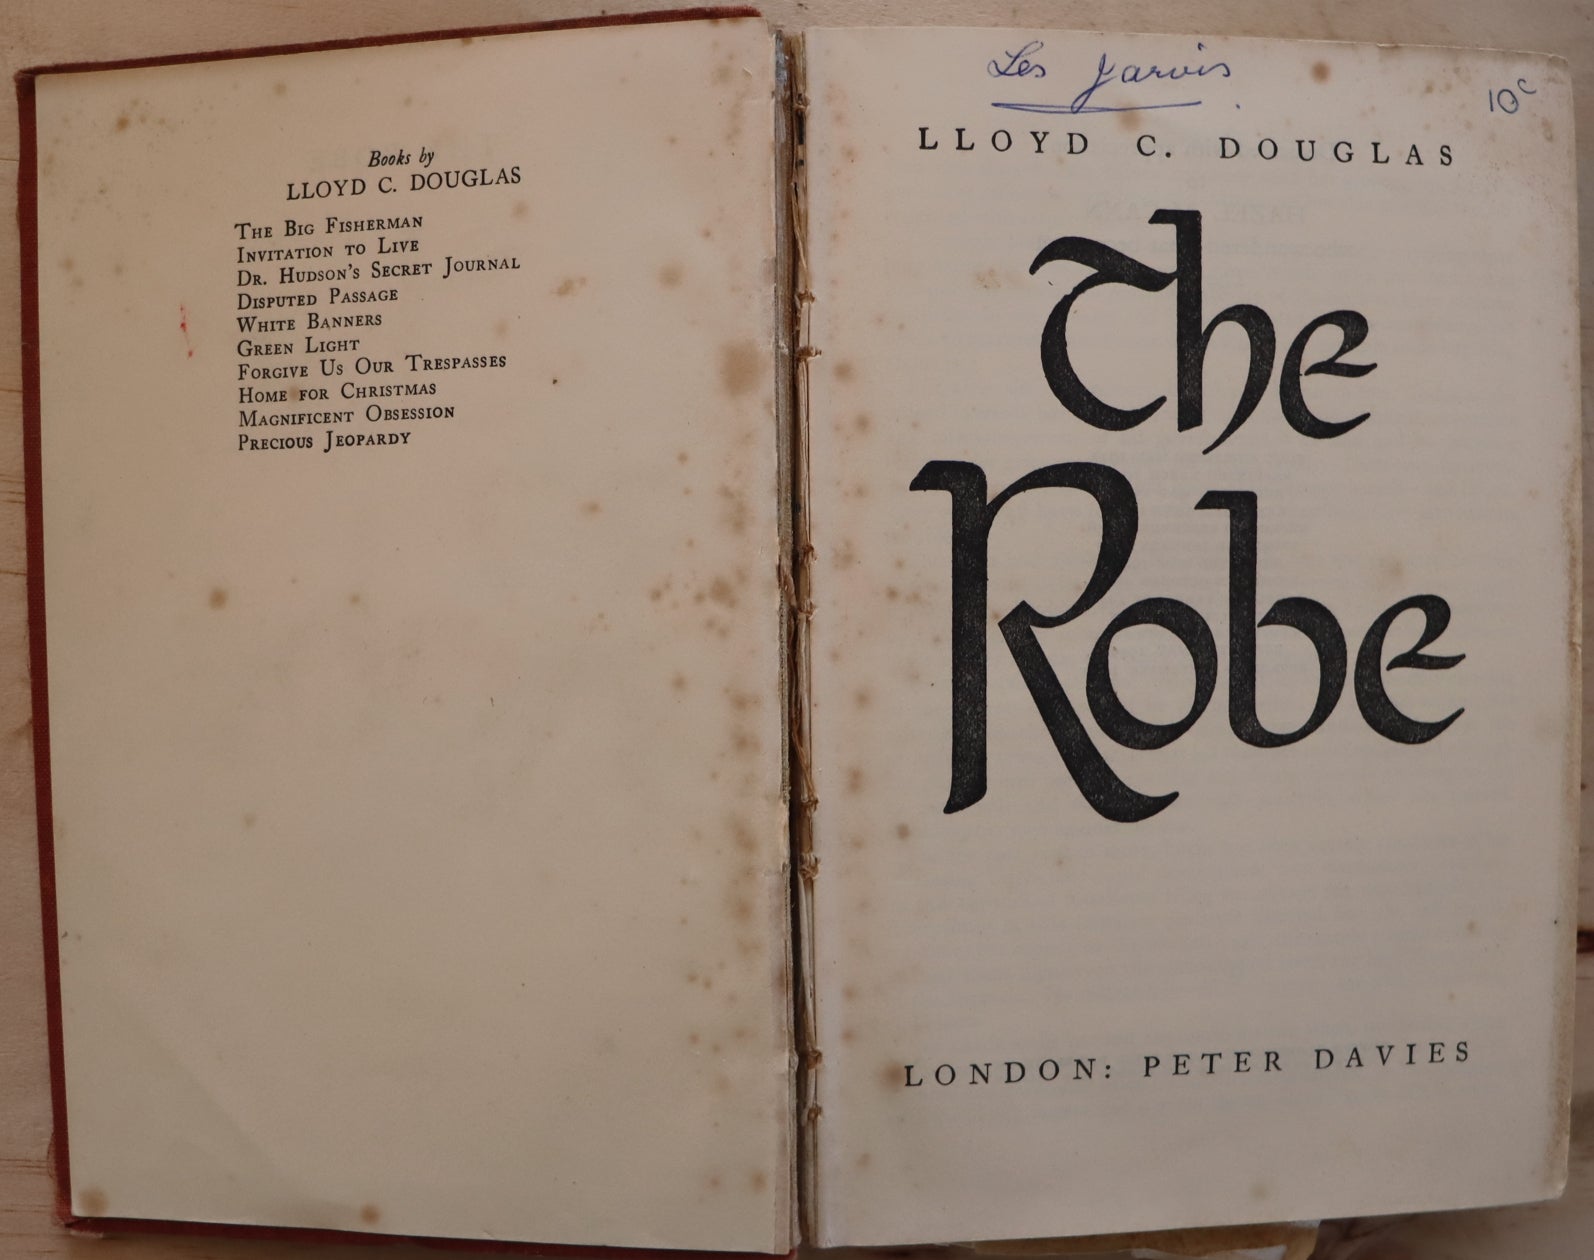 Books by
LLOYD C. DOUGLAS
THE BIG FISHERMAN
INVITATION TO LIVE
DR. HUDSON'S SECRET JOURNAL
DISPUTED PASSAGE
WHITE BANNERS
GREEN LIGHT
FORGIVE US OUR TRESPASSES
HOME FOR CHRISTMAS
MAGNIFICENT OBSESSION
PRECIOUS JEOPARDY
Les Jarvis
10c
LLOYD C. DOUGLAS
The
Robe
LONDON: PETER DAVIES